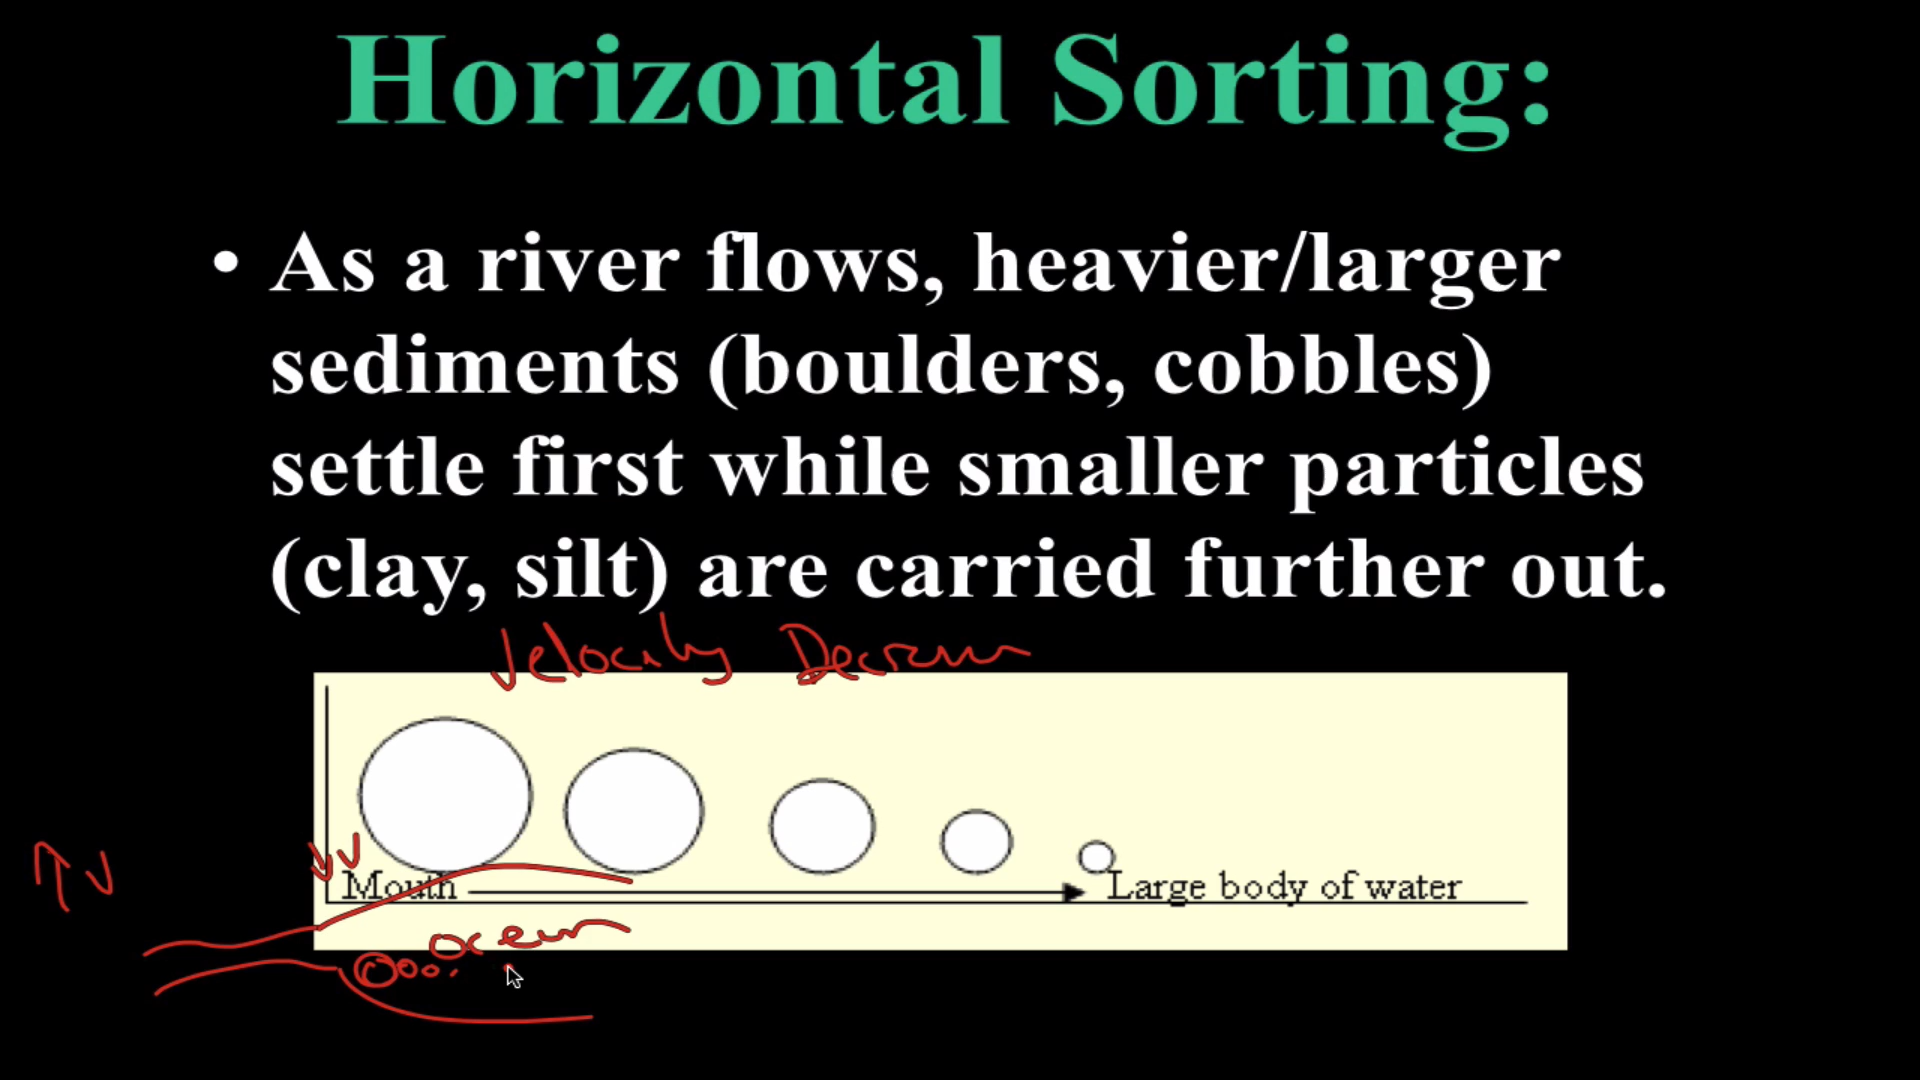 Horizontal Sorting:
• As a river flows, heavier/larger
sediments (boulders, cobbles)
settle first while smaller particles
(clay, silt) are carried further out.
Velocity
↑ V
↓ V
Mouth
Large body of water
Ocean